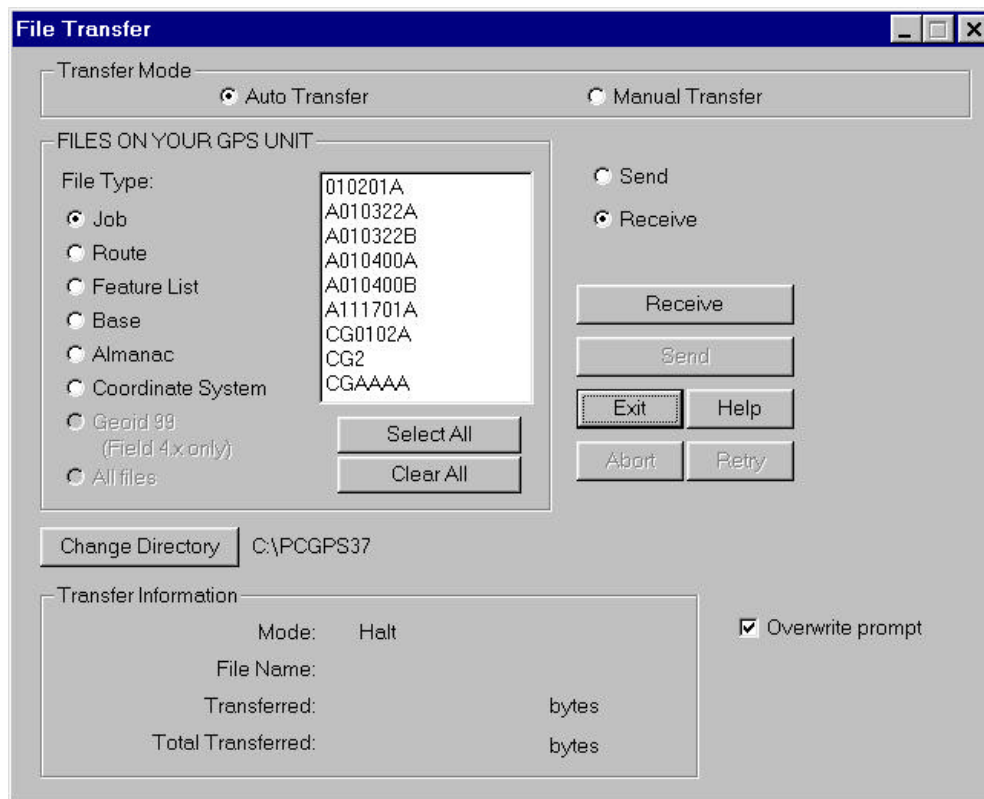 File Transfer
Transfer Mode
Auto Transfer Manual Transfer
FILES ON YOUR GPS UNIT
File Type:
Job
Route
Feature List
Base
Almanac
Coordinate System
Geoid 99
(Field 4.x only)
All files
010201A
A010322A
A010322B
A010400A
A010400B
A111701A
CG0102A
CG2
CGAAAA
Select All
Clear All
Send
Receive
Receive
Send
Exit Help
Abort Retry
Change Directory C:\PCGPS37
Transfer Information
Mode: Halt
File Name:
Transferred: bytes
Total Transferred: bytes
Overwrite prompt